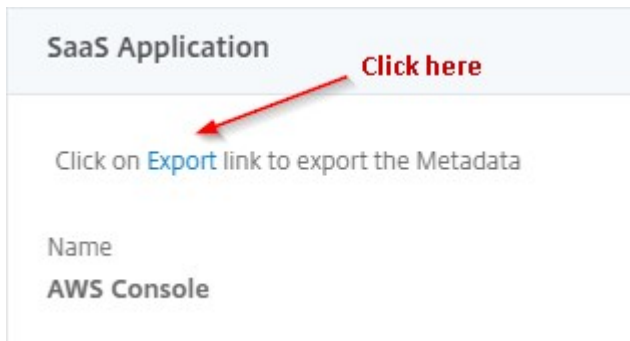 SaaS Application
Click here
Click on Export link to export the Metadata
Name
AWS Console